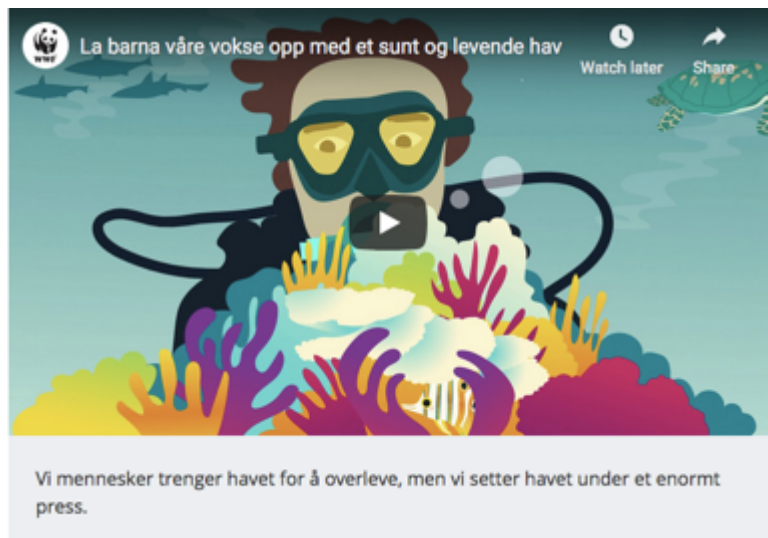 WWF
La barna våre vokse opp med et sunt og levende hav
Watch later
Share
Vi mennesker trenger havet for å overleve, men vi setter havet under et enormt
press.